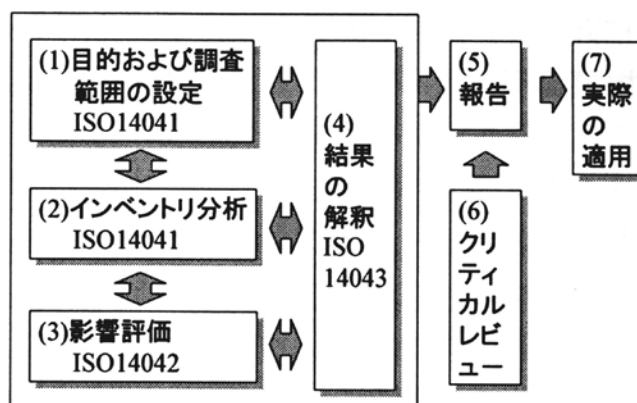 (1)目的および調査
範囲の設定
ISO14041
(2)インベントリ分析
ISO14041
(3)影響評価
ISO14042
(4)
結果
の
解釈
ISO
14043
(5)
報告
(6)
クリ
ティ
カル
レビ
ュー
(7)
実際
の
適用